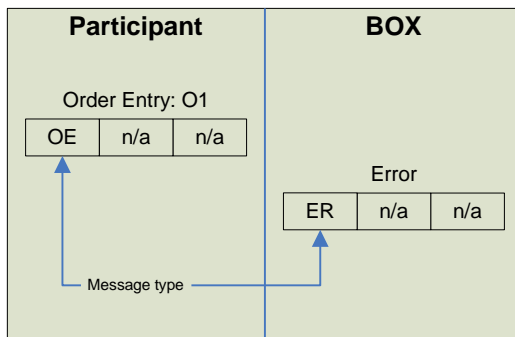 Participant BOX
Order Entry: O1
OE n/a n/a
Error
ER n/a n/a
Message type